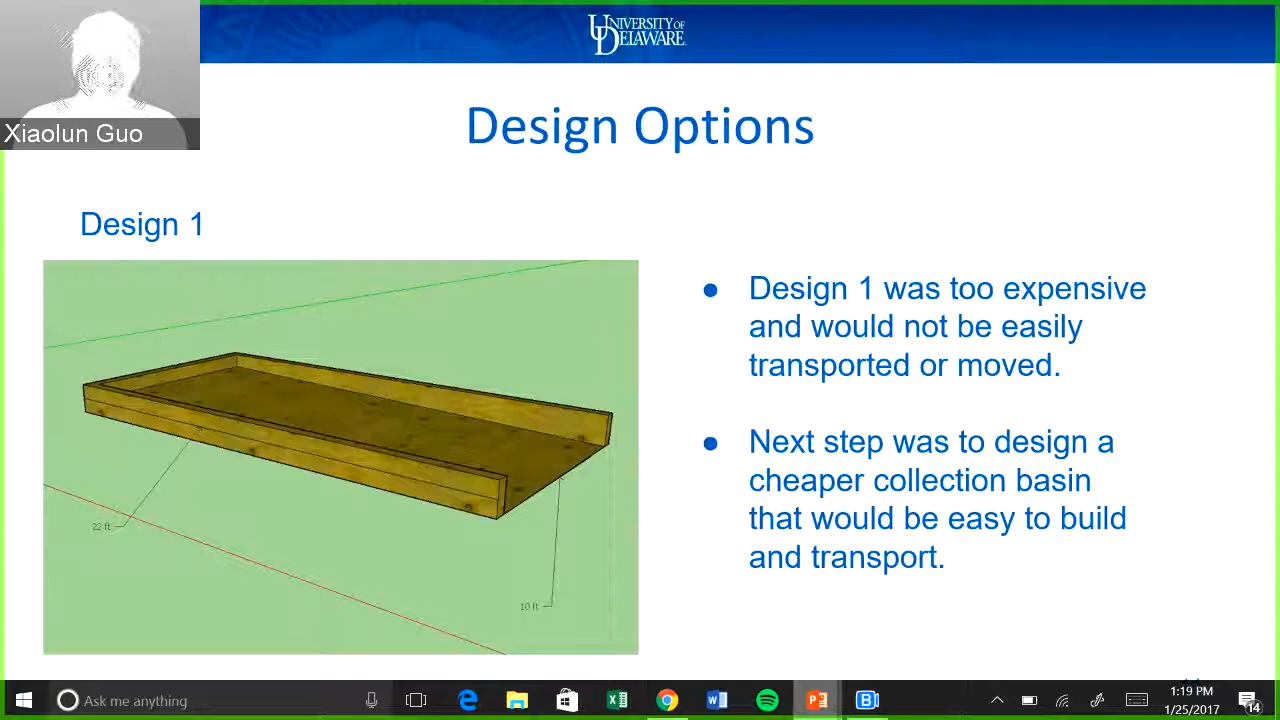 UNIVERSITY OF
DELAWARE
Xiaolun Guo
Design Options
Design 1
● Design 1 was too expensive
and would not be easily
transported or moved.
● Next step was to design a
cheaper collection basin
that would be easy to build
and transport.
22 ft
10 ft
Ask me anything
1:19 PM
1/25/2017
14